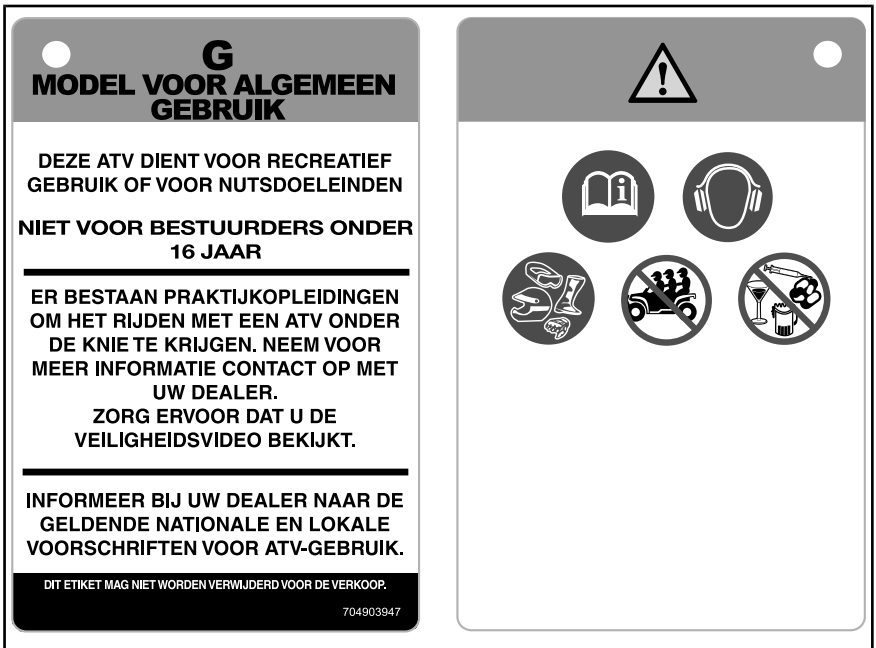 G
MODEL VOOR ALGEMEEN
GEBRUIK
DEZE ATV DIENT VOOR RECREATIEF
GEBRUIK OF VOOR NUTSDOELEINDEN
NIET VOOR BESTUURDERS ONDER
16 JAAR
ER BESTAAN PRAKTIJKOPLEIDINGEN
OM HET RIJDEN MET EEN ATV ONDER
DE KNIE TE KRIJGEN. NEEM VOOR
MEER INFORMATIE CONTACT OP MET
UW DEALER.
ZORG ERVOOR DAT U DE
VEILIGHEIDSVIDEO BEKIJKT.
INFORMEER BIJ UW DEALER NAAR DE
GELDENDE NATIONALE EN LOKALE
VOORSCHRIFTEN VOOR ATV-GEBRUIK.
DIT ETIKET MAG NIET WORDEN VERWIJDERD VOOR DE VERKOOP.
704903947